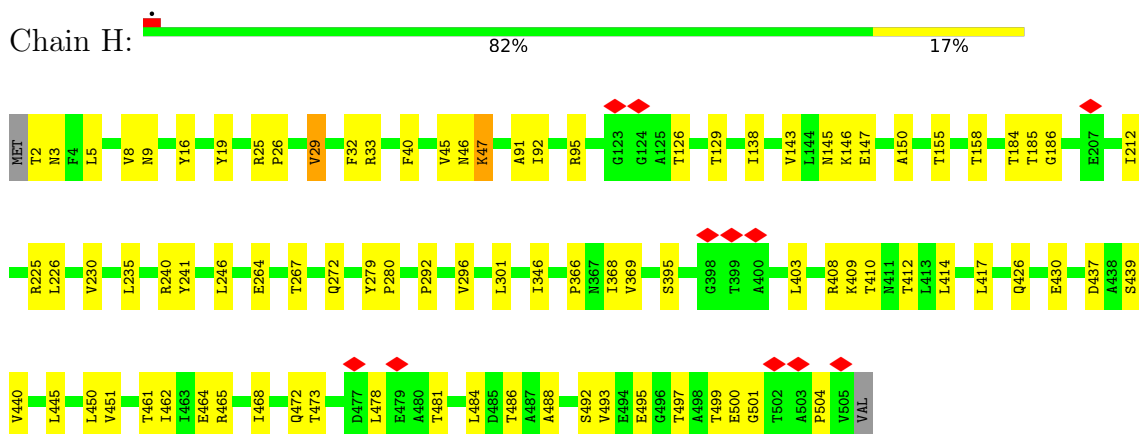 Chain H:
82%
17%
MET T2 N3 F4 L5 V8 N9 Y16 Y19 R25 P26 V29 F32 R33 F40 V45 N46 K47 A91 I92 R95 G123 G124 A125 T126 T129 I138 V143 L144 N145 K146 E147 A150 T155 T158 T184 T185 G186 E207 I212
R225 L226 V230 L235 R240 Y241 L246 E264 T267 Q272 Y279 P280 P292 V296 L301 I346 P366 N367 I368 V369 S395 G398 T399 A400 L403 R408 K409 T410 N411 T412 L413 L414 L417 Q426 E430 D437 A438 S439
V440 L445 L450 V451 T461 I462 I463 E464 R465 I468 Q472 T473 D477 L478 E479 A480 T481 L484 D485 T486 A487 A488 S492 V493 E494 E495 G496 T497 A498 T499 E500 G501 T502 A503 P504 V505 VAL